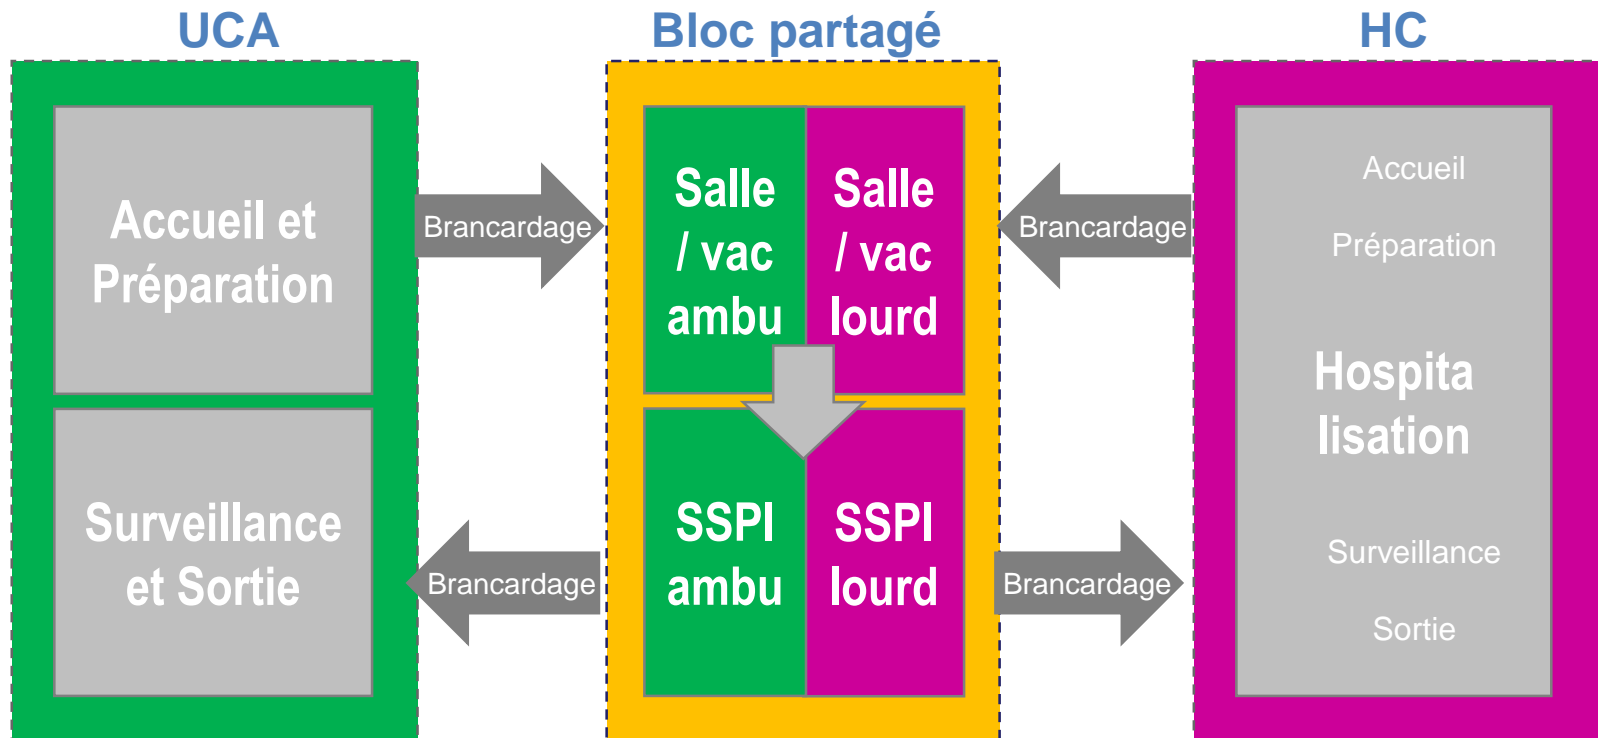 UCA
Bloc partagé
HC
Accueil et
Préparation
Brancardage
Salle
/ vac
ambu
Salle
/ vac
lourd
Brancardage
Accueil
Préparation
Hospita
lisation
Surveillance
et Sortie
Brancardage
SSPI
ambu
SSPI
lourd
Brancardage
Surveillance
Sortie